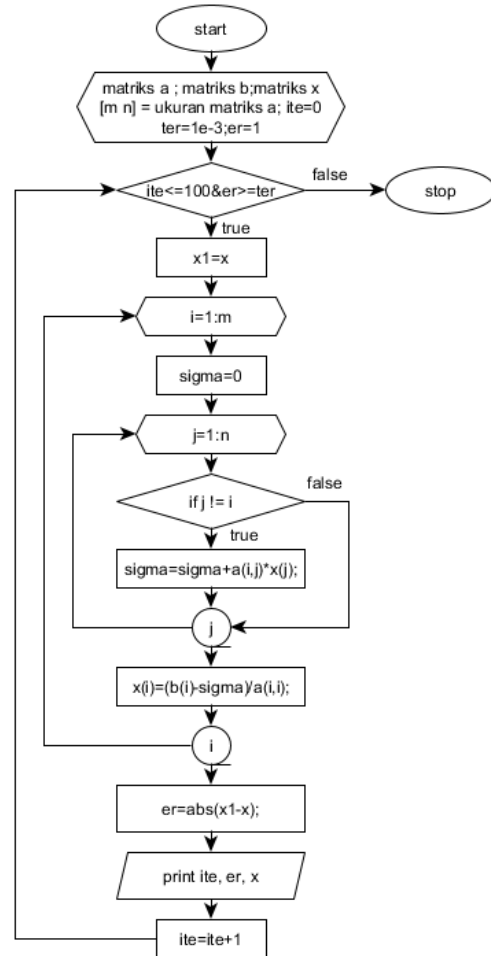 start
matriks a ; matriks b;matriks x
[m n] = ukuran matriks a; ite=0
ter=1e-3;er=1
ite<=100&er>=ter
false
stop
true
x1=x
i=1:m
sigma=0
j=1:n
if j != i
false
true
sigma=sigma+a(i,j)*x(j);
j
x(i)=(b(i)-sigma)/a(i,i);
i
er=abs(x1-x);
print ite, er, x
ite=ite+1